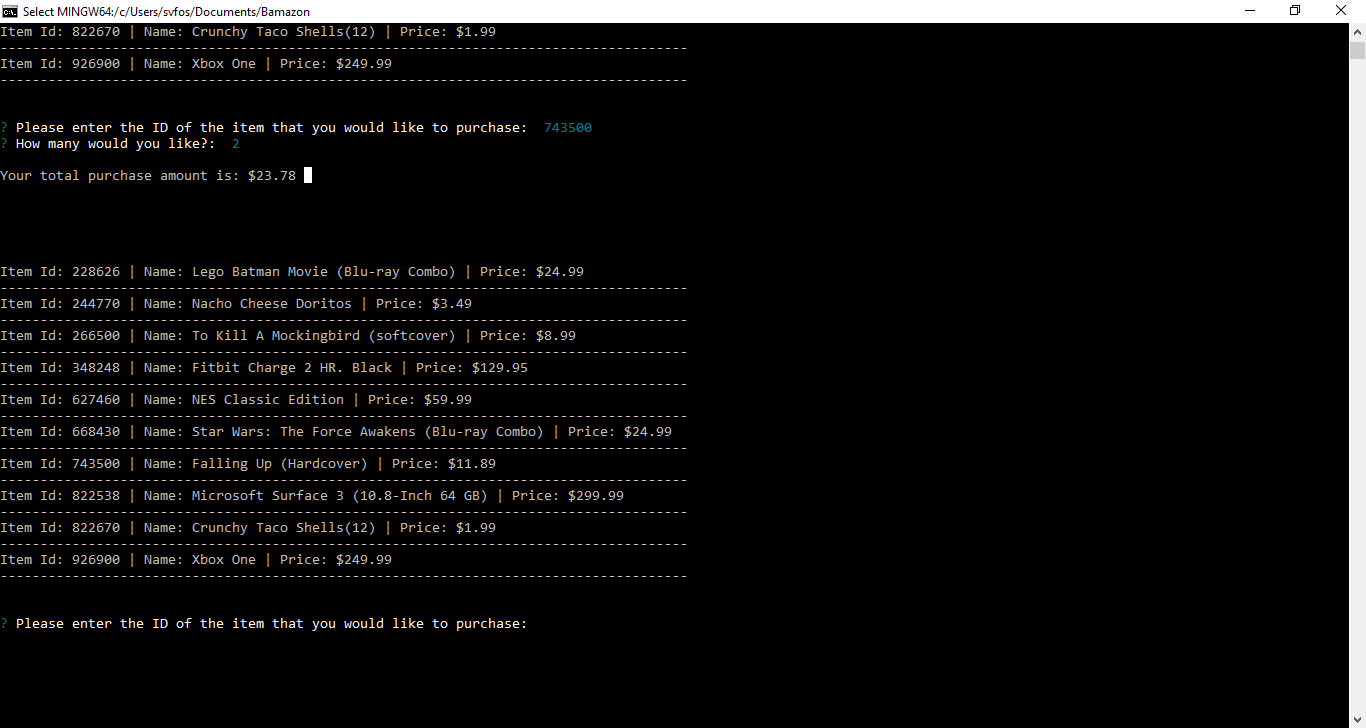 Select MINGW64:/c/Users/svfos/Documents/Bamazon
Item Id: 822670 | Name: Crunchy Taco Shells(12) | Price: $1.99
--------------------------------------------------------------------------------------
Item Id: 926900 | Name: Xbox One | Price: $249.99
--------------------------------------------------------------------------------------
? Please enter the ID of the item that you would like to purchase:  743500
? How many would you like?:  2
Your total purchase amount is: $23.78
Item Id: 228626 | Name: Lego Batman Movie (Blu-ray Combo) | Price: $24.99
--------------------------------------------------------------------------------------
Item Id: 244770 | Name: Nacho Cheese Doritos | Price: $3.49
--------------------------------------------------------------------------------------
Item Id: 266500 | Name: To Kill A Mockingbird (softcover) | Price: $8.99
--------------------------------------------------------------------------------------
Item Id: 348248 | Name: Fitbit Charge 2 HR. Black | Price: $129.95
--------------------------------------------------------------------------------------
Item Id: 627460 | Name: NES Classic Edition | Price: $59.99
--------------------------------------------------------------------------------------
Item Id: 668430 | Name: Star Wars: The Force Awakens (Blu-ray Combo) | Price: $24.99
--------------------------------------------------------------------------------------
Item Id: 743500 | Name: Falling Up (Hardcover) | Price: $11.89
--------------------------------------------------------------------------------------
Item Id: 822538 | Name: Microsoft Surface 3 (10.8-Inch 64 GB) | Price: $299.99
--------------------------------------------------------------------------------------
Item Id: 822670 | Name: Crunchy Taco Shells(12) | Price: $1.99
--------------------------------------------------------------------------------------
Item Id: 926900 | Name: Xbox One | Price: $249.99
--------------------------------------------------------------------------------------
? Please enter the ID of the item that you would like to purchase: